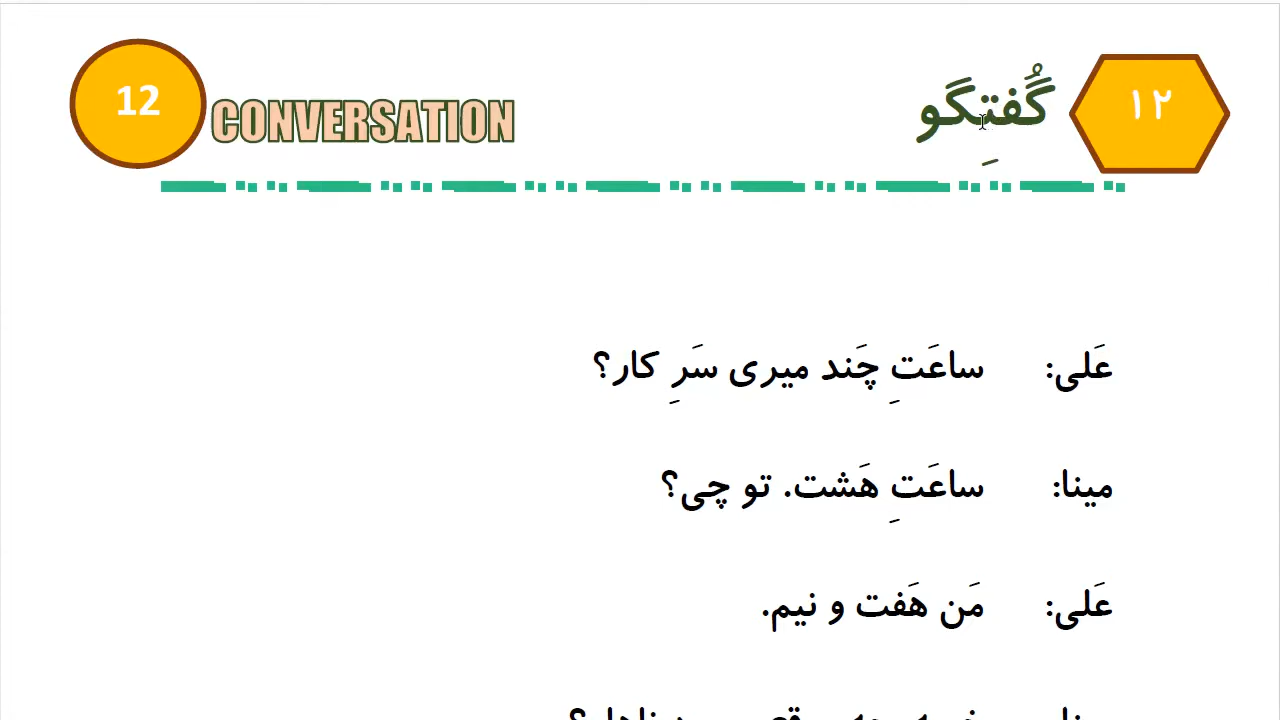 12 CONVERSATION گُفتِگو ۱۲
عَلی: ساعَتِ چَند میری سَرِ کار؟
مینا: ساعَتِ هَشت. تو چی؟
عَلی: مَن هَفت و نیم.